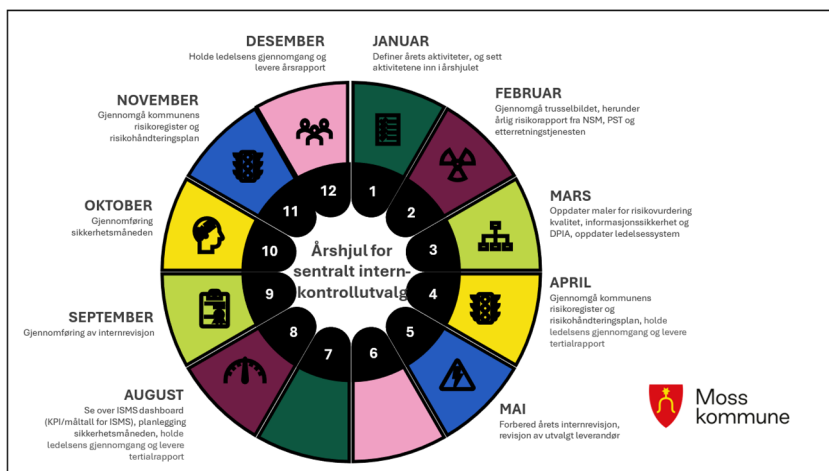 DESEMBER
Holde ledelsens gjennomgang og
levere årsrapport
JANUAR
Definer årets aktiviteter, og sett
aktivitetene inn i årshjulet
NOVEMBER
Gjennomgå kommunens
risikoregister og
risikohåndteringsplan
FEBRUAR
Gjennomgå trusselbildet, herunder
årlig risikorapport fra NSM, PST og
etterretningstjenesten
OKTOBER
Gjennomføring
sikkerhetsmåneden
MARS
Oppdater maler for risikovurdering
kvalitet, informasjonssikkerhet og
DPIA, oppdater ledelsessystem
SEPTEMBER
Gjennomføring av internrevisjon
APRIL
Gjennomgå kommunens
risikoregister og
risikohåndteringsplan, holde
ledelsens gjennomgang og levere
tertialrapport
AUGUST
Se over ISMS dashboard
(KPI/måltall for ISMS), planlegging
sikkerhetsmåneden, holde
ledelsens gjennomgang og levere
tertialrapport
MAI
Forbered årets internrevisjon,
revisjon av utvalgt leverandør
12
1
2
3
4
5
6
7
8
9
10
11
Årshjul for
sentralt intern-
kontrollutvalg
Moss
kommune